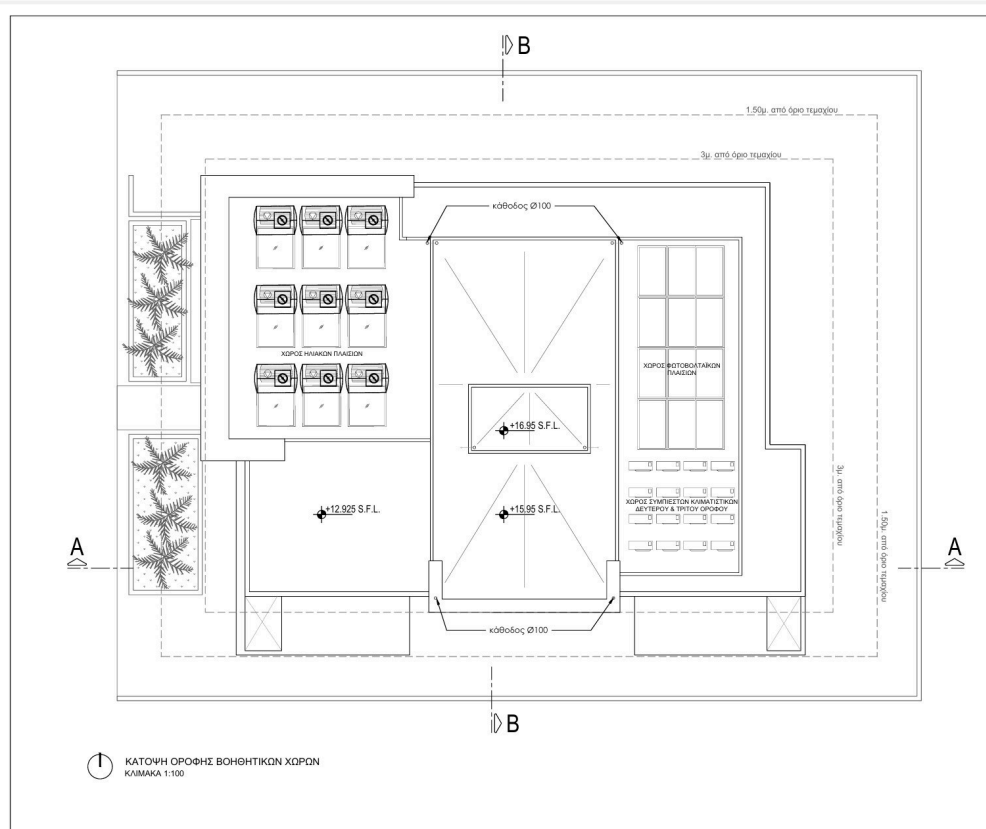 B
1.50μ. από όριο τεμαχίου
3μ. από όριο τεμαχίου
κάθοδος Ø100
ΧΩΡΟΣ ΗΛΙΑΚΩΝ ΠΛΑΙΣΙΩΝ
ΧΩΡΟΣ ΦΩΤΟΒΟΛΤΑΪΚΩΝ
ΠΛΑΙΣΙΩΝ
+16.95 S.F.L.
+12.925 S.F.L.
+15.95 S.F.L.
ΧΩΡΟΣ ΣΥΜΠΙΕΣΤΩΝ ΚΛΙΜΑΤΙΣΤΙΚΩΝ
ΔΕΥΤΕΡΟΥ & ΤΡΙΤΟΥ ΟΡΟΦΟΥ
3μ. από όριο τεμαχίου
1.50μ. από όριο τεμαχίου
A
A
κάθοδος Ø100
B
ΚΑΤΟΨΗ ΟΡΟΦΗΣ ΒΟΗΘΗΤΙΚΩΝ ΧΩΡΩΝ
ΚΛΙΜΑΚΑ 1:100